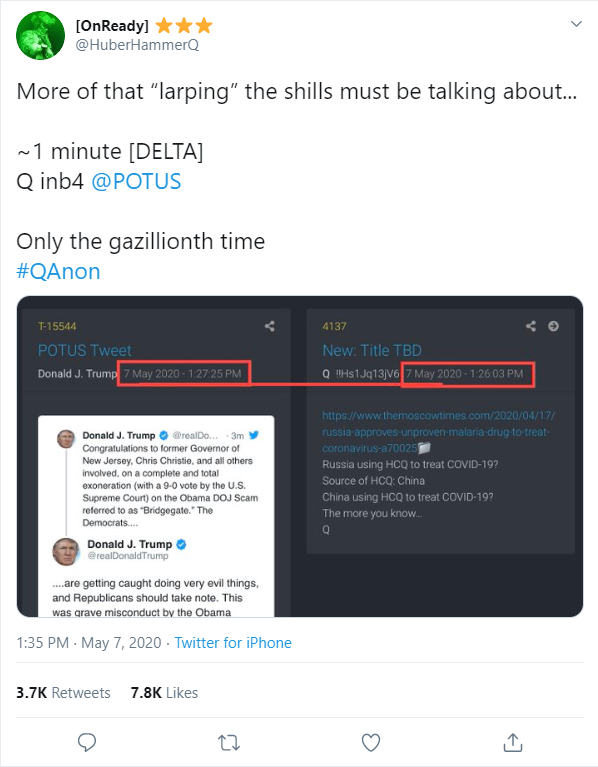 [OnReady] ⭐⭐⭐
@HuberHammerQ
More of that “larping” the shills must be talking about...
~1 minute [DELTA]
Q inb4 @POTUS
Only the gazillionth time
#QAnon
T-15544
POTUS Tweet
Donald J. Trump 7 May 2020 - 1:27:25 PM
Donald J. Trump @realDo... · 3m
Congratulations to former Governor of
New Jersey, Chris Christie, and all others
involved, on a complete and total
exoneration (with a 9-0 vote by the U.S.
Supreme Court) on the Obama DOJ Scam
referred to as “Bridgegate.” The
Democrats....
Donald J. Trump
@realDonaldTrump
....are getting caught doing very evil things,
and Republicans should take note. This
was grave misconduct by the Obama
4137
New: Title TBD
Q !!Hs1Jq13jV6 7 May 2020 - 1:26:03 PM
https://www.themoscowtimes.com/2020/04/17/
russia-approves-unproven-malaria-drug-to-treat-
coronavirus-a70025
Russia using HCQ to treat COVID-19?
Source of HCQ: China
China using HCQ to treat COVID-19?
The more you know...
Q
1:35 PM · May 7, 2020 · Twitter for iPhone
3.7K Retweets 7.8K Likes